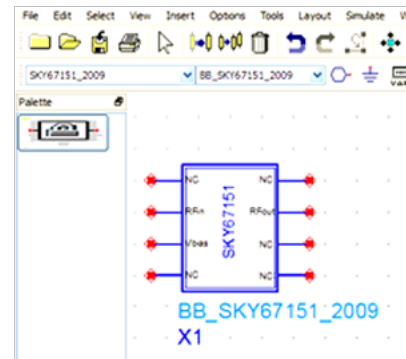 File Edit Select View Insert Options Tools Layout Simulate
SKY67151_2009 BB_SKY67151_2009
Palette
NC NC
RFin RFout
Vbias NC
NC NC
SKY67151
BB_SKY67151_2009
X1